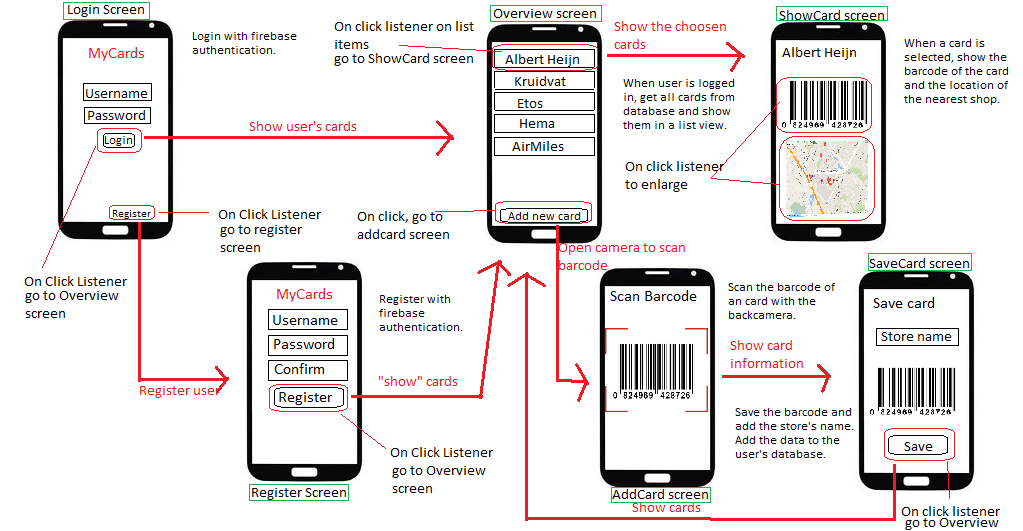 Login Screen
MyCards
Username
Password
Login
Register
Login with firebase
authentication.
Show user's cards
On Click Listener
go to register
screen
On Click Listener
go to Overview
screen
Register user
MyCards
Username
Password
Confirm
Register
Register Screen
Register with
firebase
authentication.
"show" cards
On Click Listener
go to Overview
screen
Overview screen
On click listener on list
items
go to ShowCard screen
Albert Heijn
Kruidvat
Etos
Hema
AirMiles
Add new card
On click, go to
addcard screen
Show the choosen
cards
When user is logged
in, get all cards from
database and show
them in a list view.
ShowCard screen
Albert Heijn
0 824969 428726
On click listener
to enlarge
When a card is
selected, show the
barcode of the card
and the location of
the nearest shop.
Open camera to scan
barcode
Scan Barcode
0 824969 428726
AddCard screen
Scan the barcode of
an card with the
backcamera.
Show card
information
Save the barcode and
add the store's name.
Add the data to the
user's database.
SaveCard screen
Save card
Store name
0 824969 428726
Save
Show cards
On click listener
go to Overview